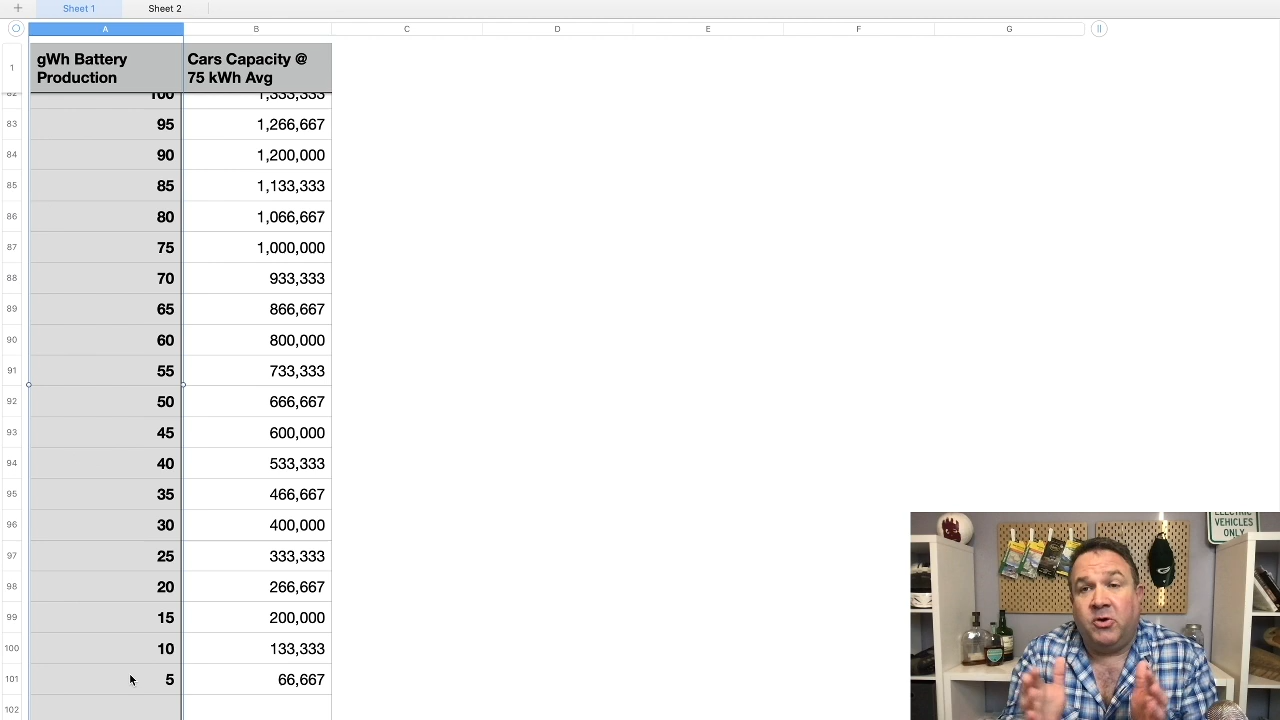 + Sheet 1 Sheet 2
A B C D E F G
1 gWh Battery Production Cars Capacity @ 75 kWh Avg
82 100 1,333,333
83 95 1,266,667
84 90 1,200,000
85 85 1,133,333
86 80 1,066,667
87 75 1,000,000
88 70 933,333
89 65 866,667
90 60 800,000
91 55 733,333
92 50 666,667
93 45 600,000
94 40 533,333
95 35 466,667
96 30 400,000
97 25 333,333
98 20 266,667
99 15 200,000
100 10 133,333
101 5 66,667
102
ELECTRIC
VEHICLES
ONLY